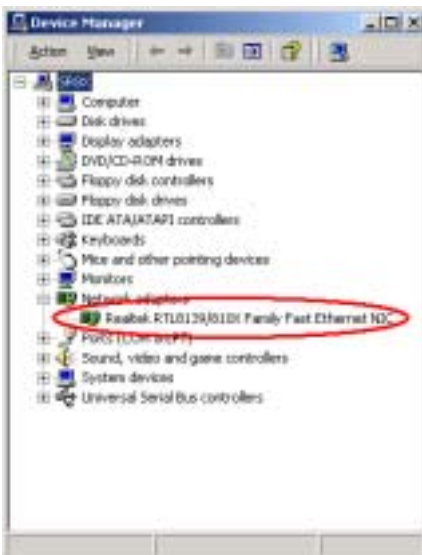 Device Manager
Action View
Computer
Disk drives
Display adapters
DVD/CD-ROM drives
Floppy disk controllers
Floppy disk drives
IDE ATA/ATAPI controllers
Keyboards
Mice and other pointing devices
Monitors
Network adapters
Realtek RTL8139/810X Family Fast Ethernet NIC
Ports (COM & LPT)
Sound, video and game controllers
System devices
Universal Serial Bus controllers